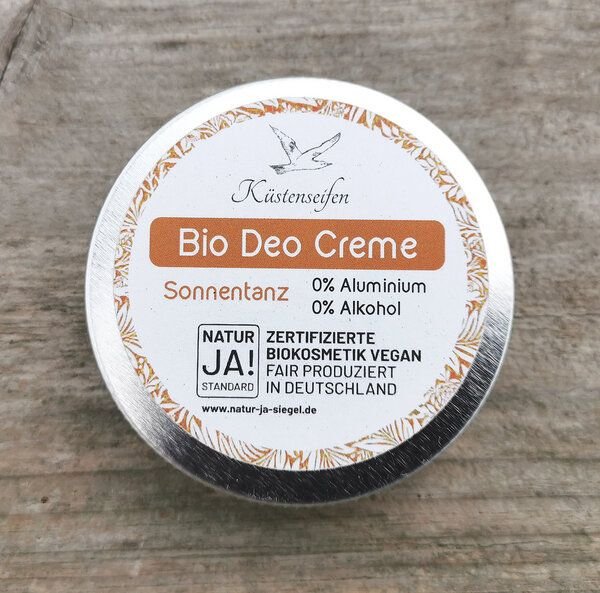 Küstenseifen
Bio Deo Creme
Sonnentanz
0% Aluminium
0% Alkohol
NATUR
JA!
STANDARD
ZERTIFIZIERTE
BIOKOSMETIK VEGAN
FAIR PRODUZIERT
IN DEUTSCHLAND
www.natur-ja-siegel.de